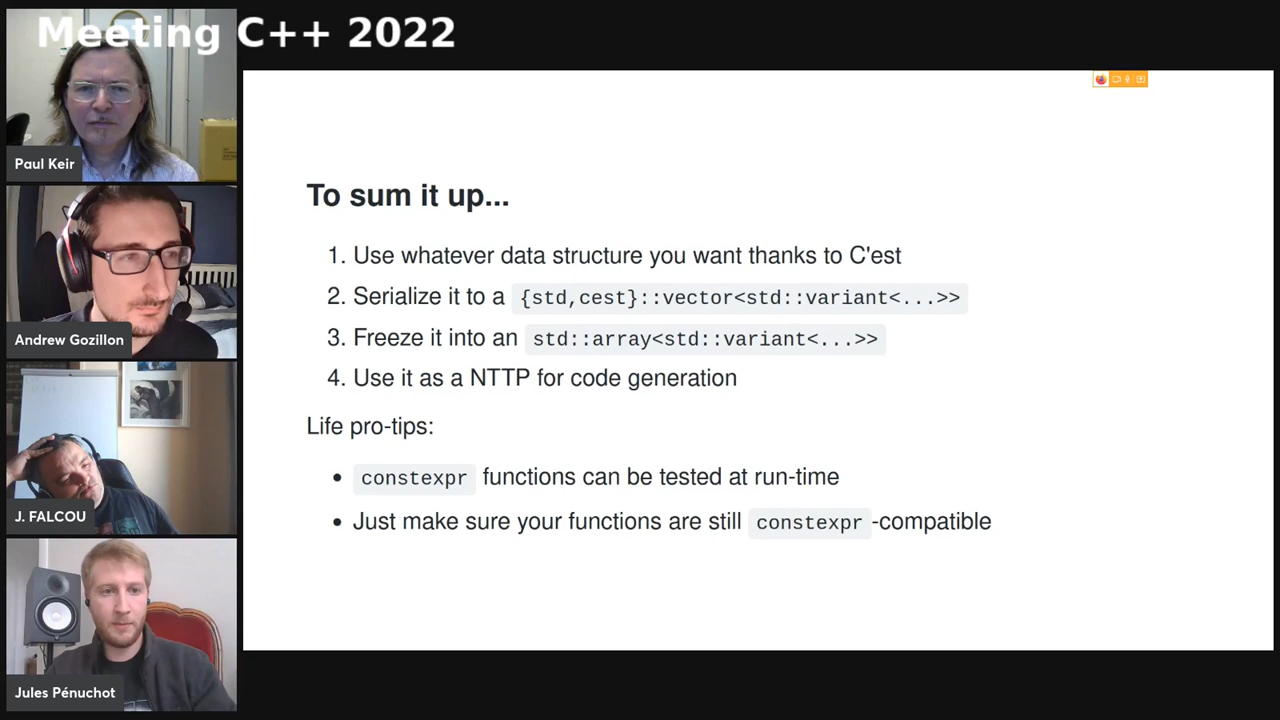 Meeting C++ 2022
Paul Keir
Andrew Gozillon
J. FALCOU
Jules Pénuchot
To sum it up...
1. Use whatever data structure you want thanks to C'est
2. Serialize it to a {std,cest}::vector<std::variant<...>>
3. Freeze it into an std::array<std::variant<...>>
4. Use it as a NTTP for code generation
Life pro-tips:
• constexpr functions can be tested at run-time
• Just make sure your functions are still constexpr-compatible